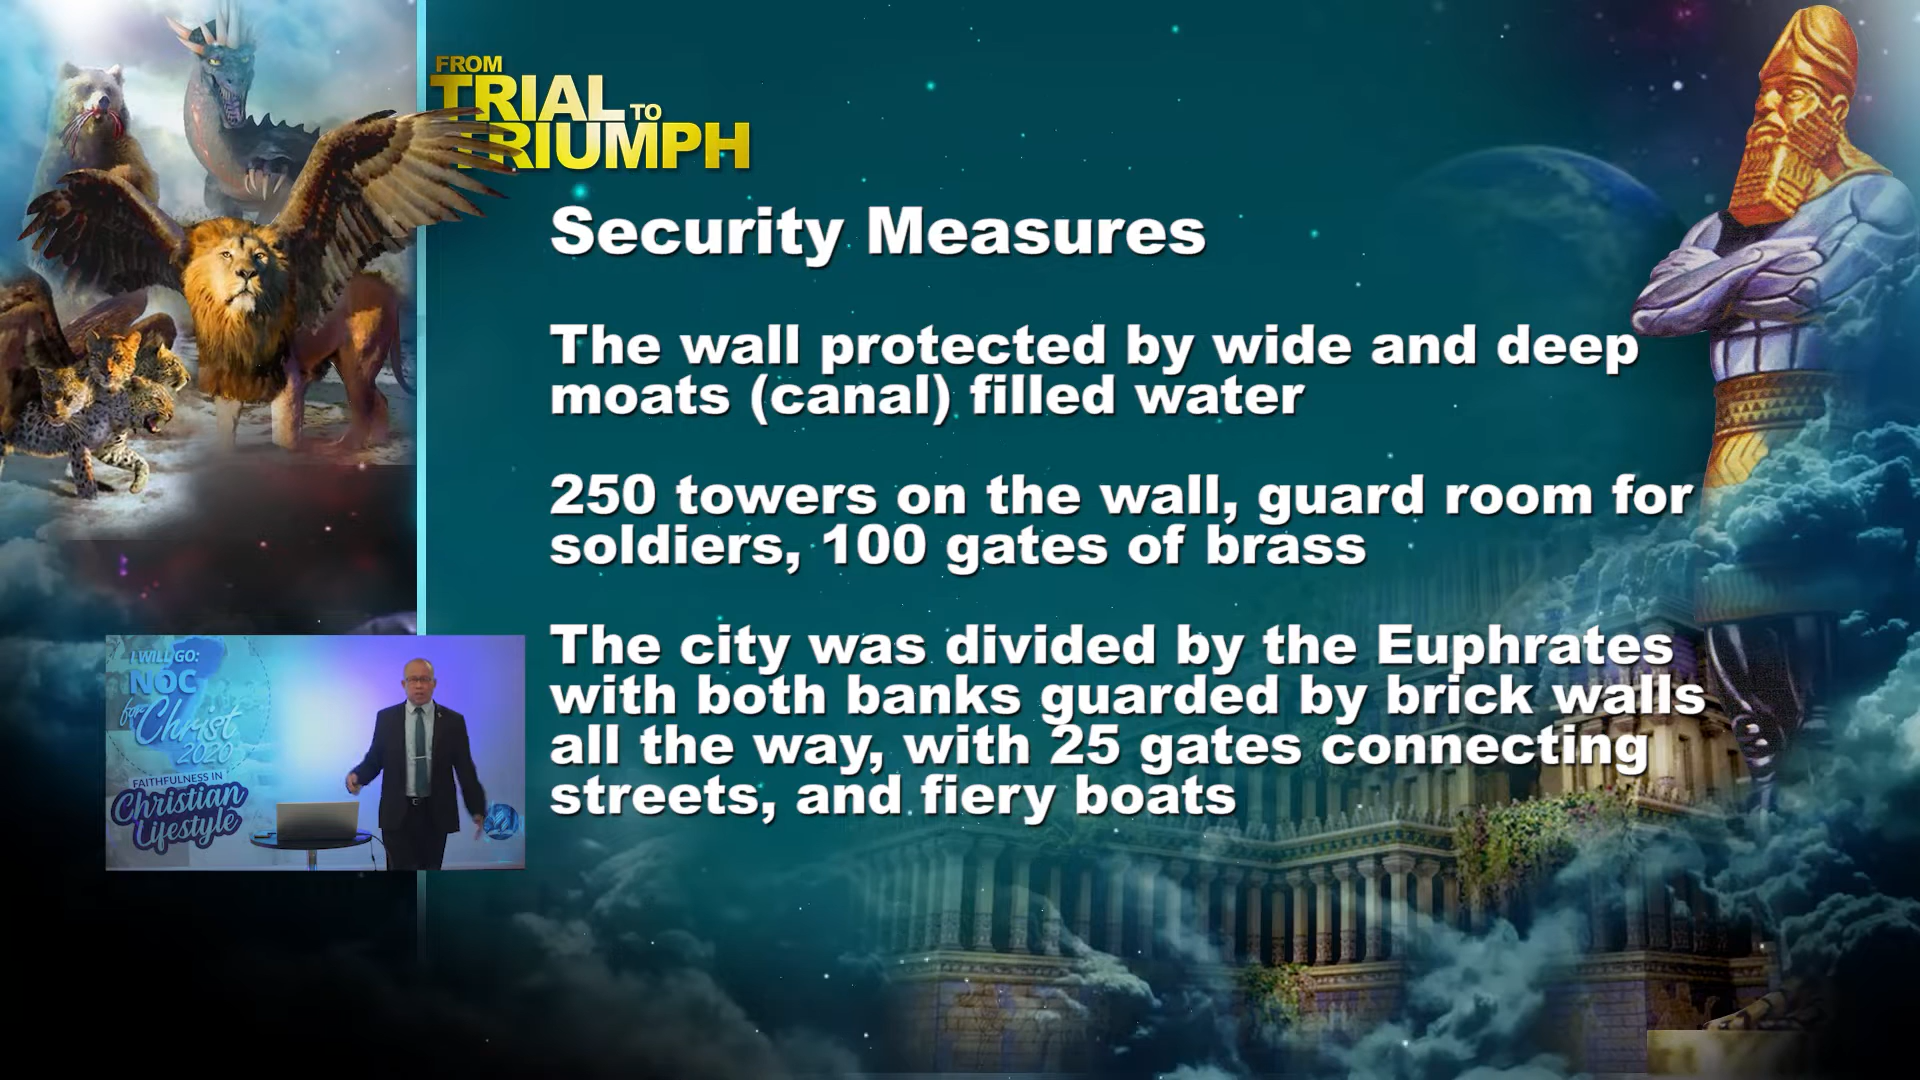 FROM
TRIAL TO
TRIUMPH
Security Measures
The wall protected by wide and deep
moats (canal) filled water
250 towers on the wall, guard room for
soldiers, 100 gates of brass
The city was divided by the Euphrates
with both banks guarded by brick walls
all the way, with 25 gates connecting
streets, and fiery boats
I WILL GO:
NOC
for Christ
2020
FAITHFULNESS IN
Christian
Lifestyle